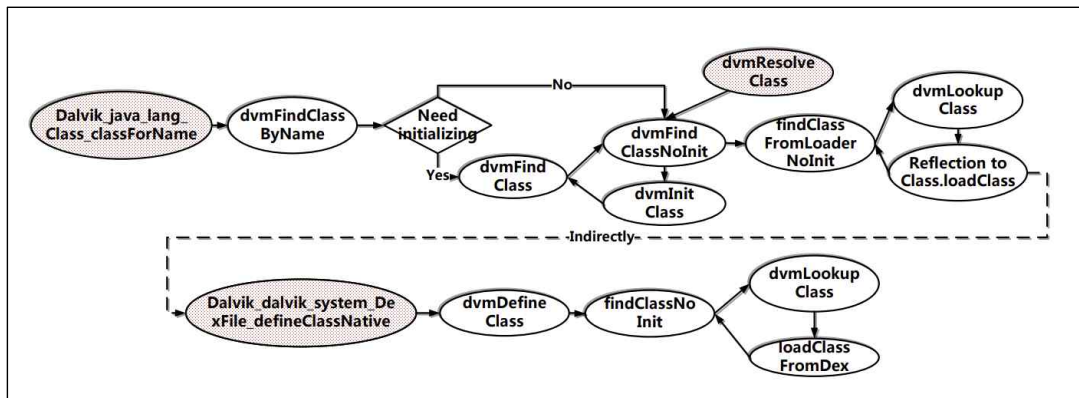 Dalvik_java_lang_
Class_classForName
dvmFindClass
ByName
Need
initializing
No
Yes
dvmFind
Class
dvmResolve
Class
dvmFind
ClassNoInit
dvmInit
Class
findClass
FromLoader
NoInit
dvmLookup
Class
Reflection to
Class.loadClass
Indirectly
Dalvik_dalvik_system_De
xFile_defineClassNative
dvmDefine
Class
findClassNo
Init
dvmLookup
Class
loadClass
FromDex